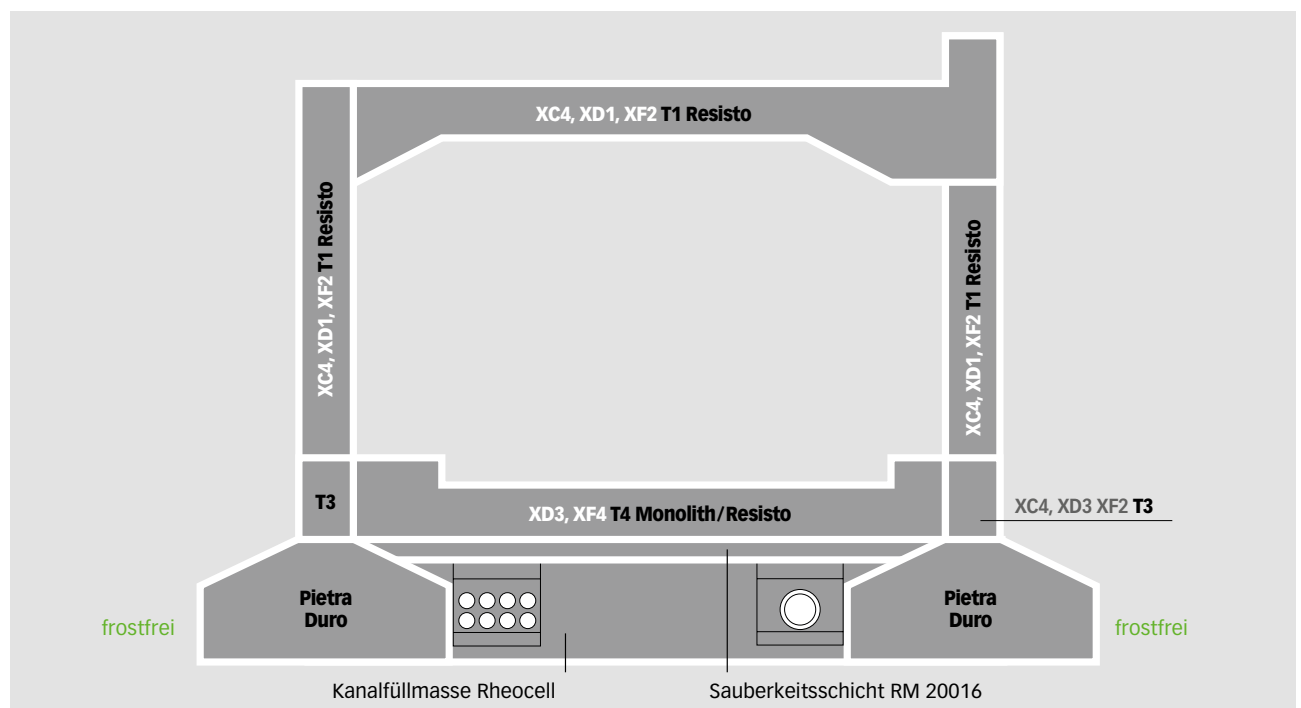 XC4, XD1, XF2 T1 Resisto
XC4, XD1, XF2 T1 Resisto
XC4, XD1, XF2 T1 Resisto
T3
XD3, XF4 T4 Monolith/Resisto
XC4, XD3 XF2 T3
Pietra
Duro
Pietra
Duro
frostfrei
frostfrei
Kanalfüllmasse Rheocell
Sauberkeitsschicht RM 20016